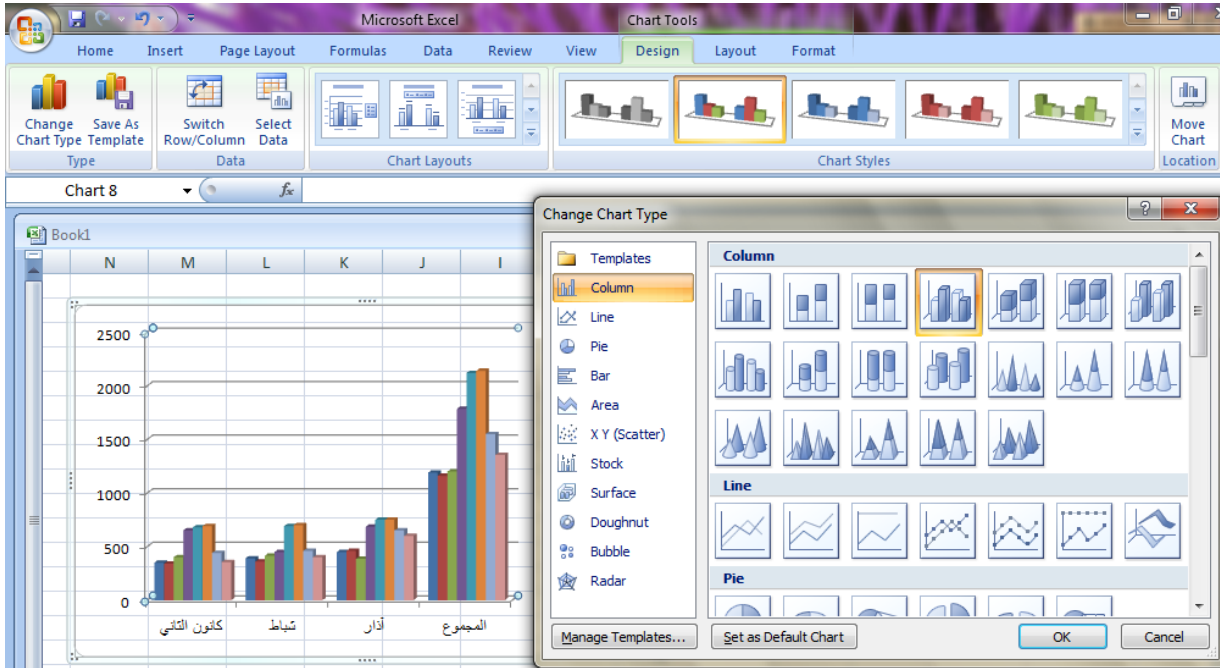 Microsoft Excel
Chart Tools
Home Insert Page Layout Formulas Data Review View Design Layout Format
Change Chart Type
Save As Template
Switch Row/Column
Select Data
Move Chart
Type Data Chart Layouts Chart Styles Location
Chart 8
fx
Book1
N M L K J I
2500
2000
1500
1000
500
0
كانون الثاني شباط آذار المجموع
Change Chart Type
Templates
Column
Line
Pie
Bar
Area
X Y (Scatter)
Stock
Surface
Doughnut
Bubble
Radar
Column
Line
Pie
Manage Templates... Set as Default Chart OK Cancel